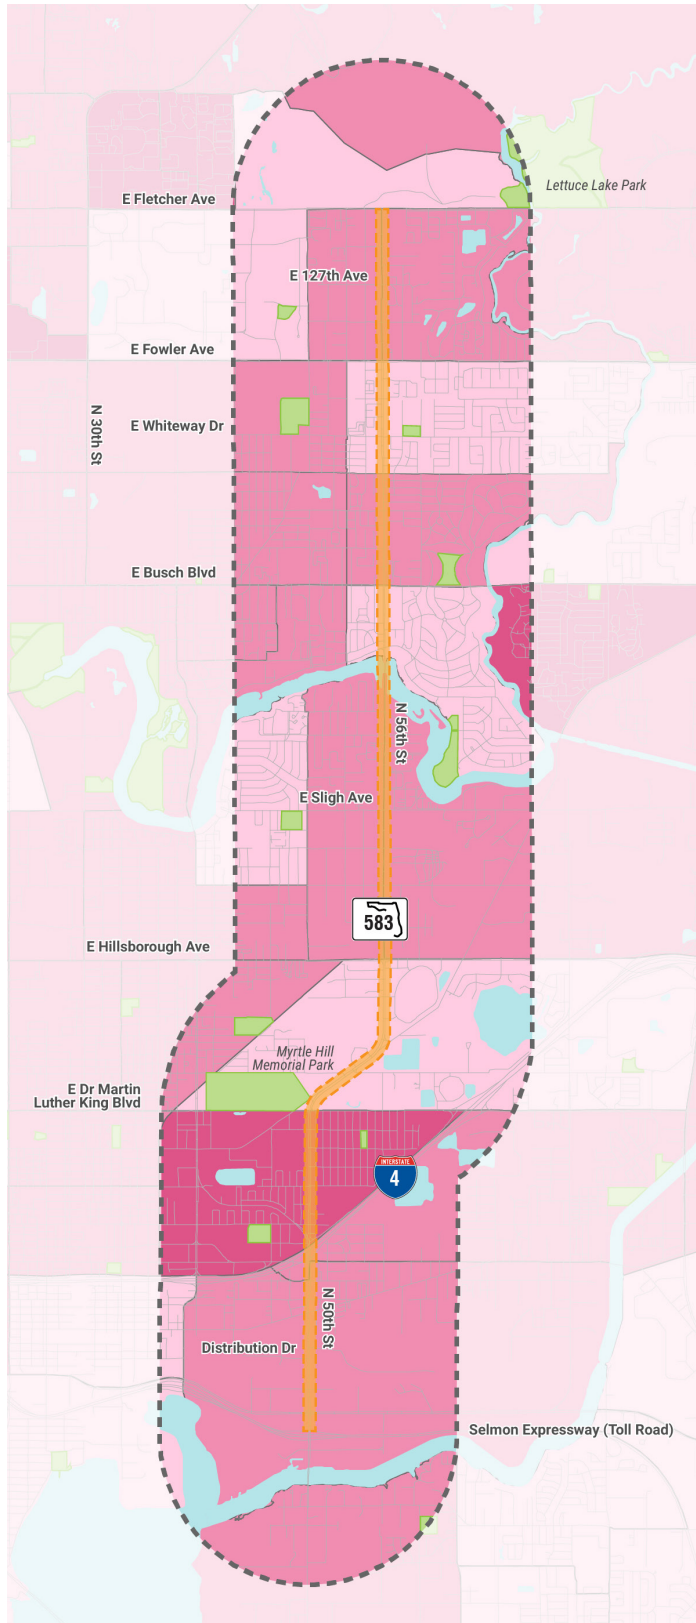 Lettuce Lake Park
E Fletcher Ave
E 127th Ave
E Fowler Ave
N 30th St
E Whiteway Dr
E Busch Blvd
N 56th St
E Sligh Ave
583
E Hillsborough Ave
Myrtle Hill
Memorial Park
E Dr Martin
Luther King Blvd
INTERSTATE
4
N 50th St
Distribution Dr
Selmon Expressway (Toll Road)